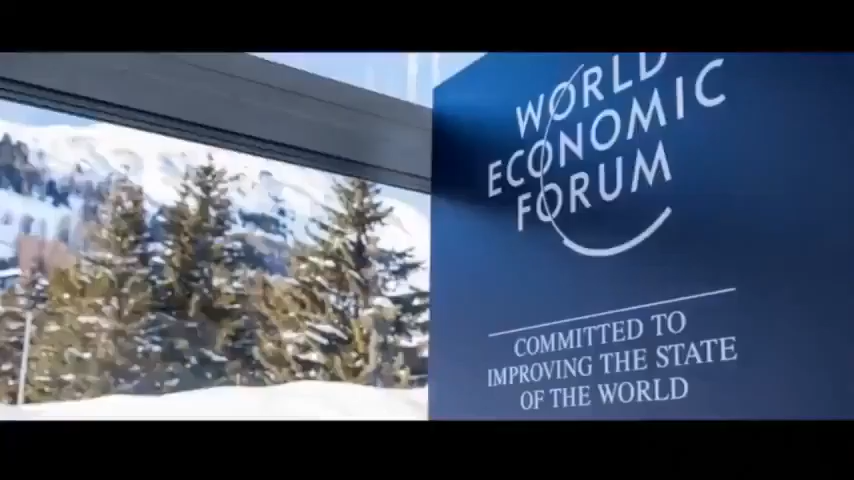 WORLD
ECONOMIC
FORUM
COMMITTED TO
IMPROVING THE STATE
OF THE WORLD